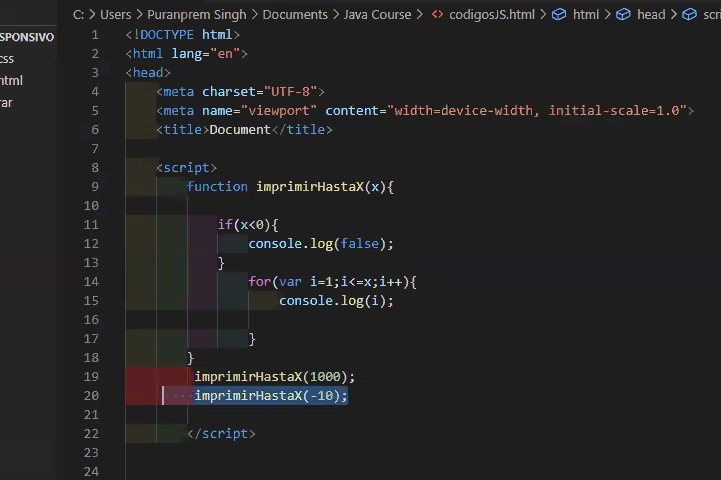 C: > Users > Puranprem Singh > Documents > Java Course > <> codigosJS.html > html > head > scri
SPONSIVO
css
html
rar
1 <!DOCTYPE html>
2 <html lang="en">
3 <head>
4 <meta charset="UTF-8">
5 <meta name="viewport" content="width=device-width, initial-scale=1.0">
6 <title>Document</title>
7
8 <script>
9 function imprimirHastaX(x){
10
11 if(x<0){
12 console.log(false);
13 }
14 for(var i=1;i<=x;i++){
15 console.log(i);
16
17 }
18 }
19 imprimirHastaX(1000);
20 imprimirHastaX(-10);
21
22 </script>
23
24